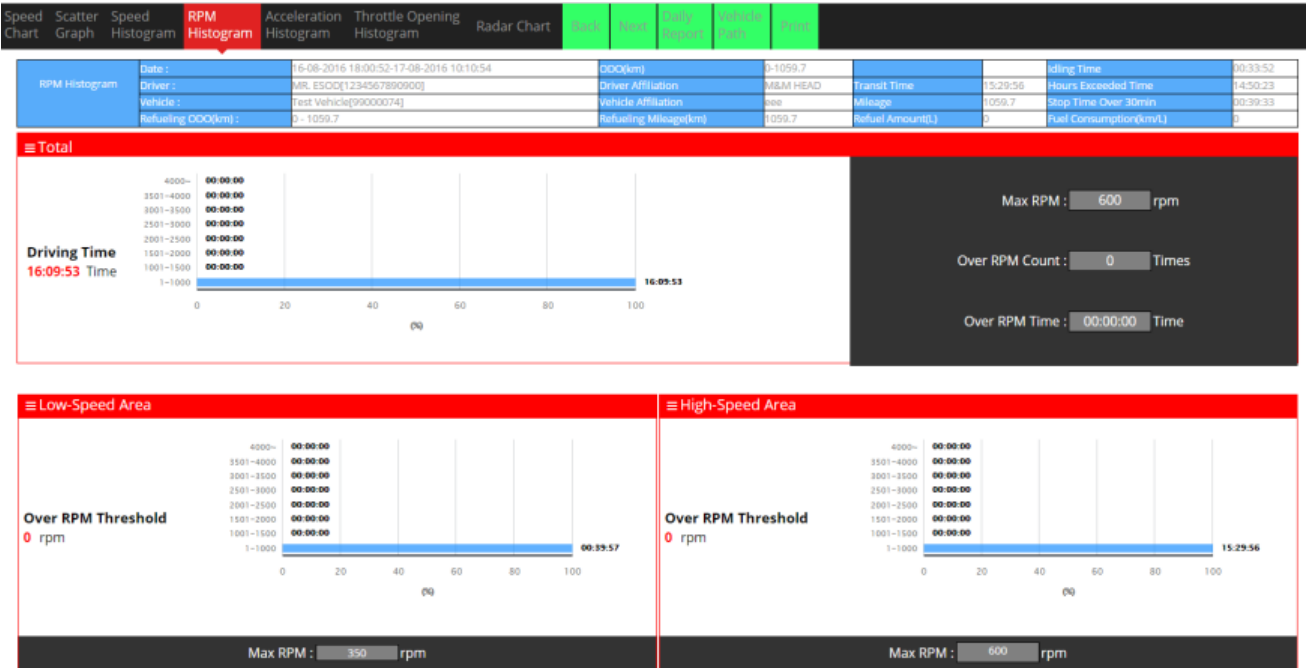 Speed Chart Scatter Graph Speed Histogram RPM Histogram Acceleration Histogram Throttle Opening Histogram Radar Chart Back Next Daily Report Vehicle Path Print
RPM Histogram
Date : 16-08-2016 18:00:52-17-08-2016 10:10:54 ODO(km) 0-1059.7 Idling Time 00:33:52
Driver : MR. ESOD[1234567890900] Driver Affiliation M&M HEAD Transit Time 15:29:56 Hours Exceeded Time 14:50:23
Vehicle : Test Vehicle[99000074] Vehicle Affiliation eee Mileage 1059.7 Stop Time Over 30min 00:39:33
Refueling ODO(km) : 0 - 1059.7 Refueling Mileage(km) 1059.7 Refuel Amount(L) 0 Fuel Consumption(km/L) 0
≡Total
Driving Time
16:09:53 Time
4000~ 00:00:00
3501~4000 00:00:00
3001~3500 00:00:00
2501~3000 00:00:00
2001~2500 00:00:00
1501~2000 00:00:00
1001~1500 00:00:00
1~1000 16:09:53
0 20 40 60 80 100
(%)
Max RPM : 600 rpm
Over RPM Count : 0 Times
Over RPM Time : 00:00:00 Time
≡Low-Speed Area
Over RPM Threshold
0 rpm
4000~ 00:00:00
3501~4000 00:00:00
3001~3500 00:00:00
2501~3000 00:00:00
2001~2500 00:00:00
1501~2000 00:00:00
1001~1500 00:00:00
1~1000 00:39:57
0 20 40 60 80 100
(%)
Max RPM : 350 rpm
≡High-Speed Area
Over RPM Threshold
0 rpm
4000~ 00:00:00
3501~4000 00:00:00
3001~3500 00:00:00
2501~3000 00:00:00
2001~2500 00:00:00
1501~2000 00:00:00
1001~1500 00:00:00
1~1000 15:29:56
0 20 40 60 80 100
(%)
Max RPM : 600 rpm